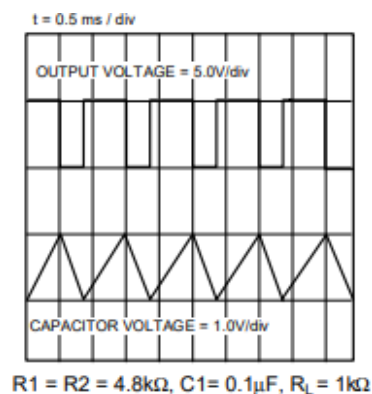 t = 0.5 ms / div
OUTPUT VOLTAGE = 5.0V/div
CAPACITOR VOLTAGE = 1.0V/div
R1 = R2 = 4.8kΩ, C1= 0.1μF, RL = 1kΩ